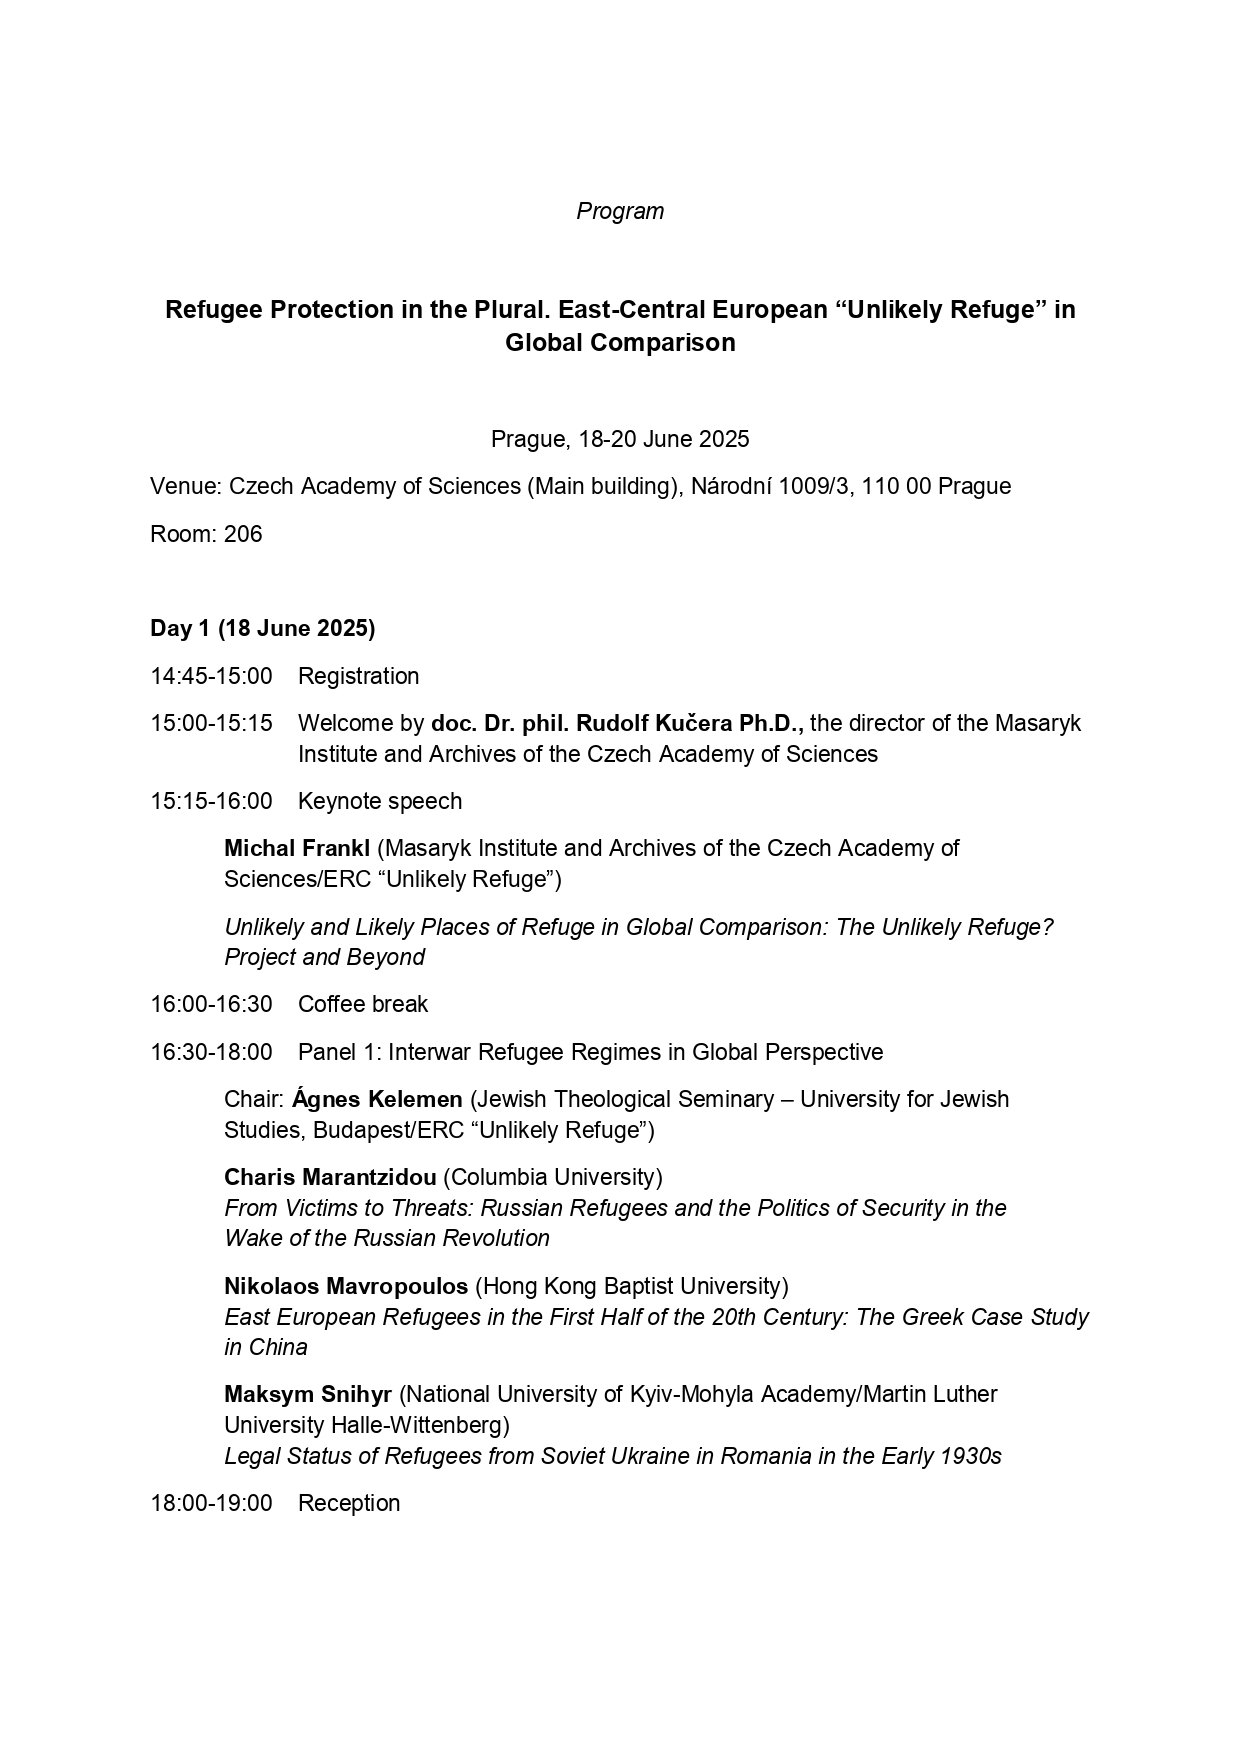 Program
Refugee Protection in the Plural. East-Central European “Unlikely Refuge” in
Global Comparison
Prague, 18-20 June 2025
Venue: Czech Academy of Sciences (Main building), Národní 1009/3, 110 00 Prague
Room: 206
Day 1 (18 June 2025)
14:45-15:00 Registration
15:00-15:15 Welcome by doc. Dr. phil. Rudolf Kučera Ph.D., the director of the Masaryk
Institute and Archives of the Czech Academy of Sciences
15:15-16:00 Keynote speech
Michal Frankl (Masaryk Institute and Archives of the Czech Academy of
Sciences/ERC “Unlikely Refuge”)
Unlikely and Likely Places of Refuge in Global Comparison: The Unlikely Refuge?
Project and Beyond
16:00-16:30 Coffee break
16:30-18:00 Panel 1: Interwar Refugee Regimes in Global Perspective
Chair: Ágnes Kelemen (Jewish Theological Seminary – University for Jewish
Studies, Budapest/ERC “Unlikely Refuge”)
Charis Marantzidou (Columbia University)
From Victims to Threats: Russian Refugees and the Politics of Security in the
Wake of the Russian Revolution
Nikolaos Mavropoulos (Hong Kong Baptist University)
East European Refugees in the First Half of the 20th Century: The Greek Case Study
in China
Maksym Snihyr (National University of Kyiv-Mohyla Academy/Martin Luther
University Halle-Wittenberg)
Legal Status of Refugees from Soviet Ukraine in Romania in the Early 1930s
18:00-19:00 Reception